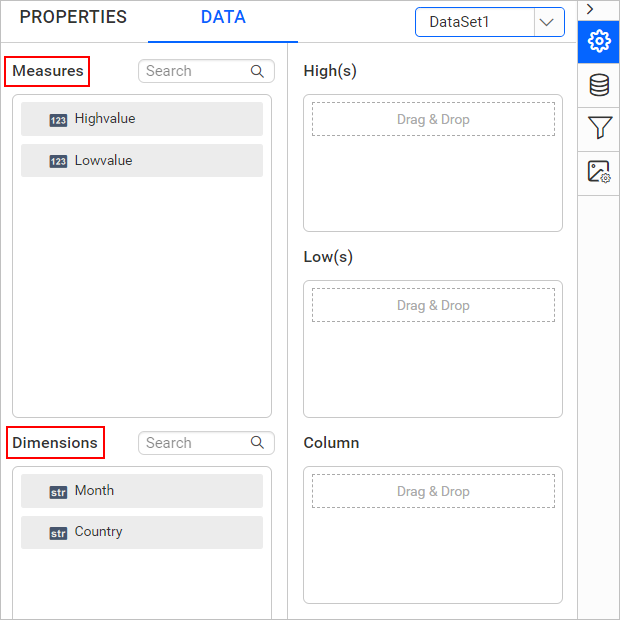 PROPERTIES
DATA
DataSet1
Measures
Search
123 Highvalue
123 Lowvalue
High(s)
Drag & Drop
Low(s)
Drag & Drop
Dimensions
Search
str Month
str Country
Column
Drag & Drop